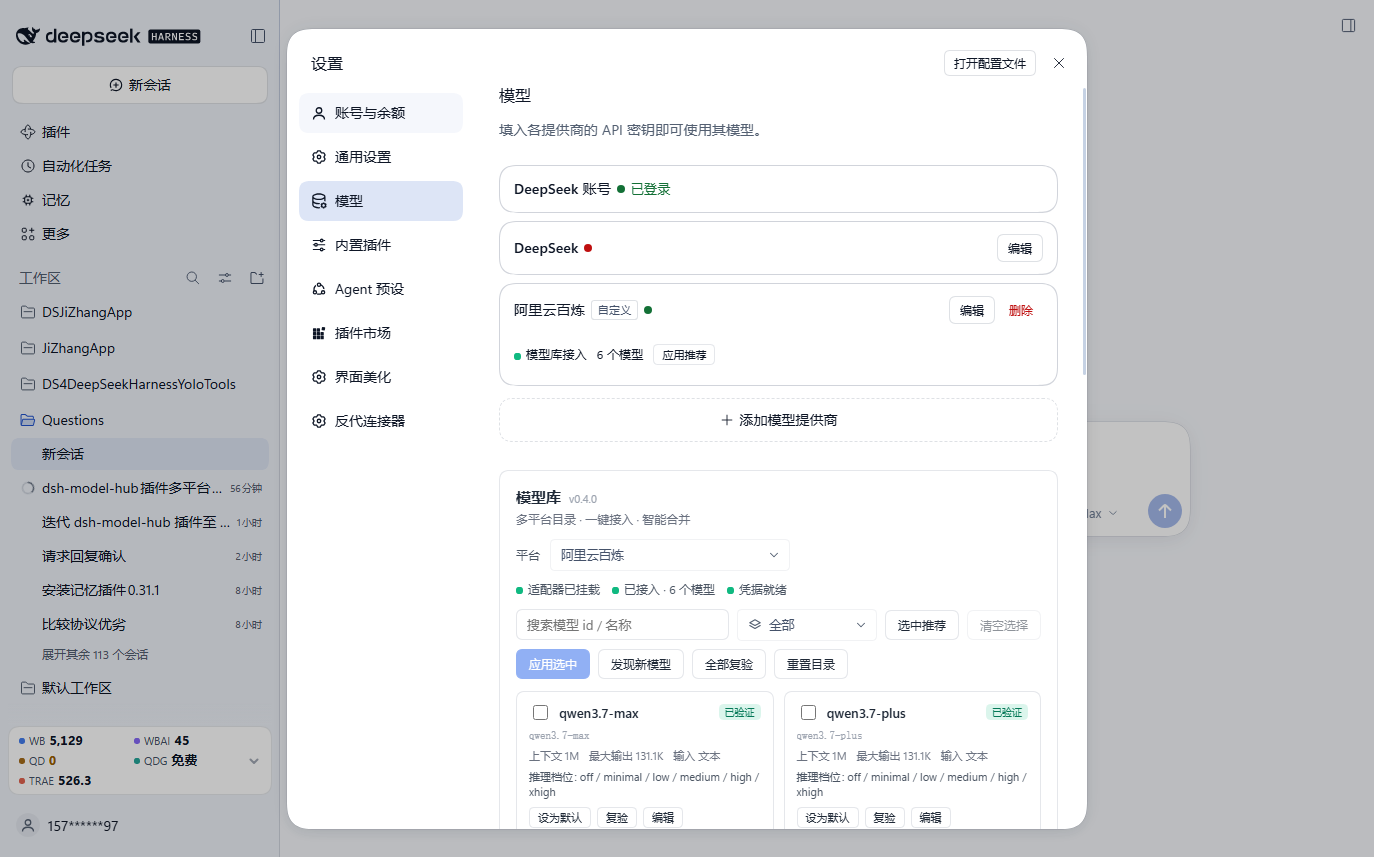 deepseek HARNESS
新会话
插件
自动化任务
记忆
更多
工作区
DSJiZhangApp
JiZhangApp
DS4DeepSeekHarnessYoloTools
Questions
新会话
dsh-model-hub插件多平台... 56分钟
迭代 dsh-model-hub 插件至 ... 1小时
请求回复确认 2小时
安装记忆插件0.31.1 8小时
比较协议优劣 8小时
展开其余 113 个会话
默认工作区
WB 5,129 WBAI 45
QD 0 QDG 免费
TRAE 526.3
157******97
设置
打开配置文件
账号与余额
通用设置
模型
内置插件
Agent 预设
插件市场
界面美化
反代连接器
模型
填入各提供商的 API 密钥即可使用其模型。
DeepSeek 账号 已登录
DeepSeek 编辑
阿里云百炼 自定义 编辑 删除
模型库接入 6 个模型 应用推荐
添加模型提供商
模型库 v0.4.0
多平台目录 · 一键接入 · 智能合并
平台 阿里云百炼
适配器已挂载 已接入 · 6 个模型 凭据就绪
搜索模型 id / 名称 全部 选中推荐 清空选择
应用选中 发现新模型 全部复验 重置目录
qwen3.7-max 已验证
qwen3.7-max
上下文 1M 最大输出 131.1K 输入 文本
推理档位: off / minimal / low / medium / high /
xhigh
设为默认 复验 编辑
qwen3.7-plus 已验证
qwen3.7-plus
上下文 1M 最大输出 131.1K 输入 文本
推理档位: off / minimal / low / medium / high /
xhigh
设为默认 复验 编辑